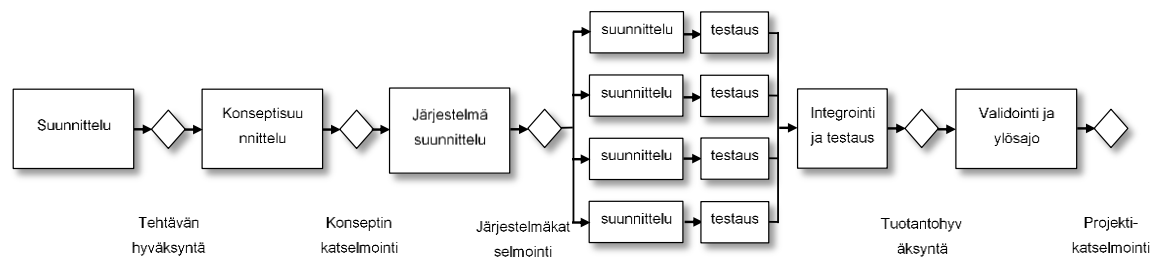 Suunnittelu
Konseptisuu
nnittelu
Järjestelmä
suunnittelu
suunnittelu
testaus
suunnittelu
testaus
suunnittelu
testaus
suunnittelu
testaus
Integrointi
ja testaus
Validointi ja
ylösajo
Tehtävän
hyväksyntä
Konseptin
katselmointi
Järjestelmäkat
selmointi
Tuotantohyv
äksyntä
Projekti-
katselmointi